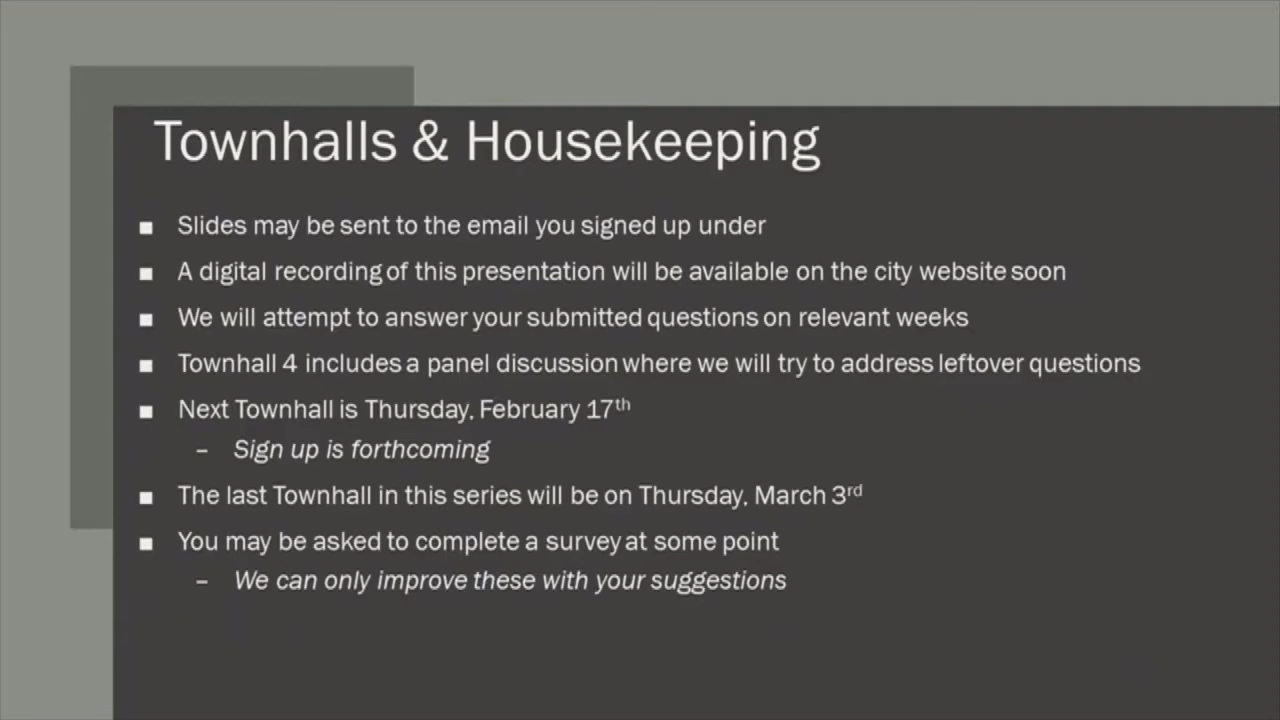 Townhalls & Housekeeping
■ Slides may be sent to the email you signed up under
■ A digital recording of this presentation will be available on the city website soon
■ We will attempt to answer your submitted questions on relevant weeks
■ Townhall 4 includes a panel discussion where we will try to address leftover questions
■ Next Townhall is Thursday, February 17th
– Sign up is forthcoming
■ The last Townhall in this series will be on Thursday, March 3rd
■ You may be asked to complete a survey at some point
– We can only improve these with your suggestions